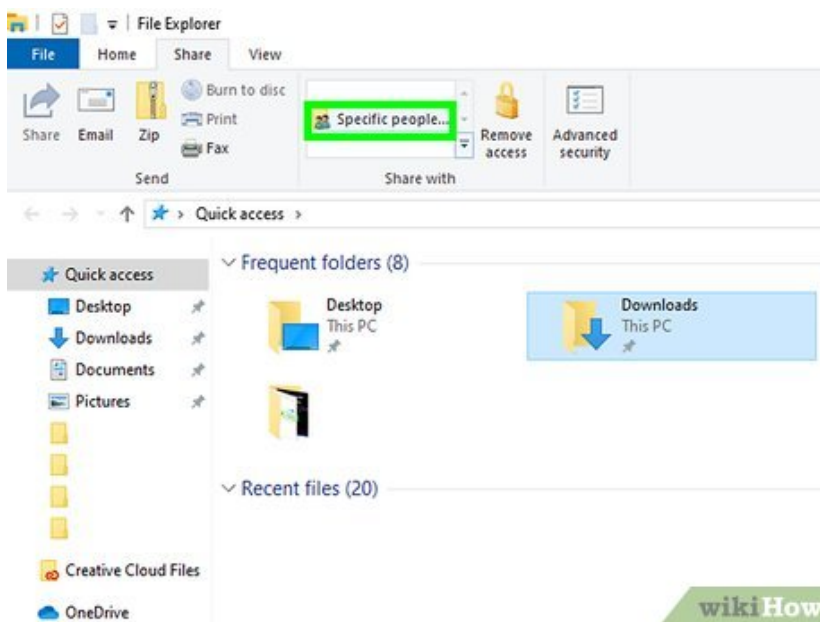 File Explorer
File Home Share View
Share
Email
Zip
Burn to disc
Print
Fax
Send
Specific people...
Remove access
Advanced security
Share with
Quick access
Quick access
Desktop
Downloads
Documents
Pictures
Creative Cloud Files
OneDrive
Frequent folders (8)
Desktop
This PC
Downloads
This PC
Recent files (20)
wikiHow